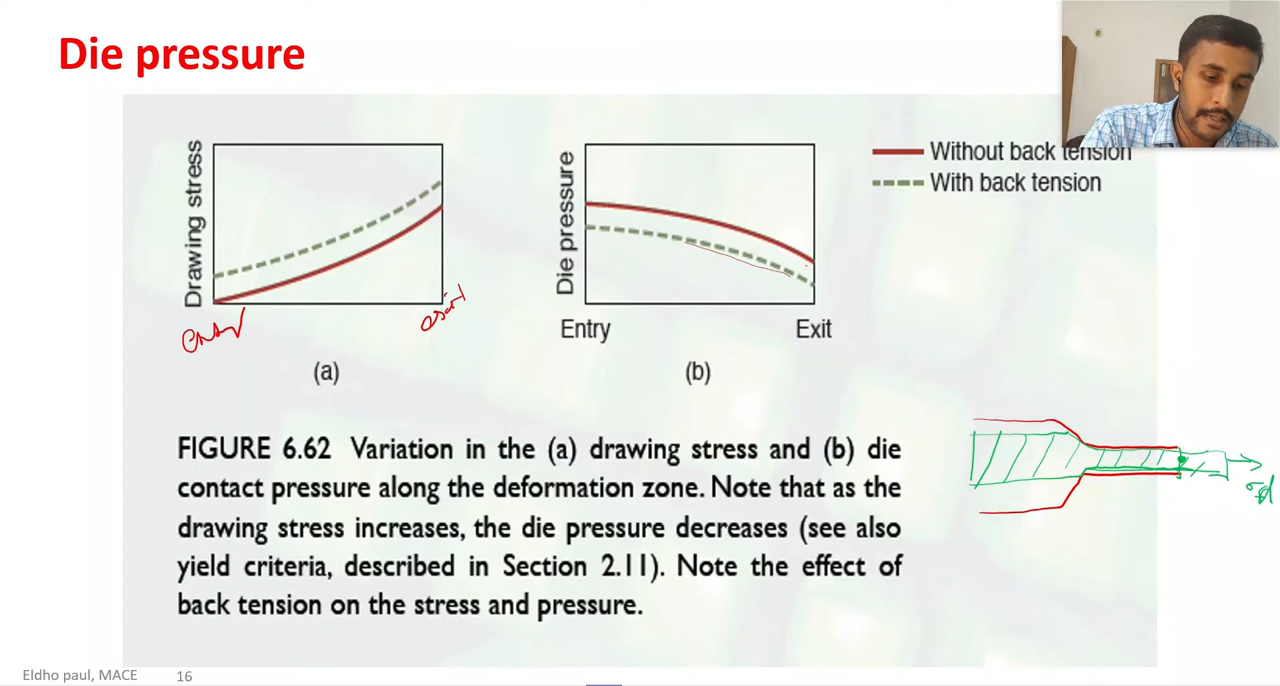 Die pressure
Drawing stress
Die pressure
Without back tension
With back tension
entry
exit
Entry
Exit
(a)
(b)
FIGURE 6.62 Variation in the (a) drawing stress and (b) die
contact pressure along the deformation zone. Note that as the
drawing stress increases, the die pressure decreases (see also
yield criteria, described in Section 2.11). Note the effect of
back tension on the stress and pressure.
σd
Eldho paul, MACE
16